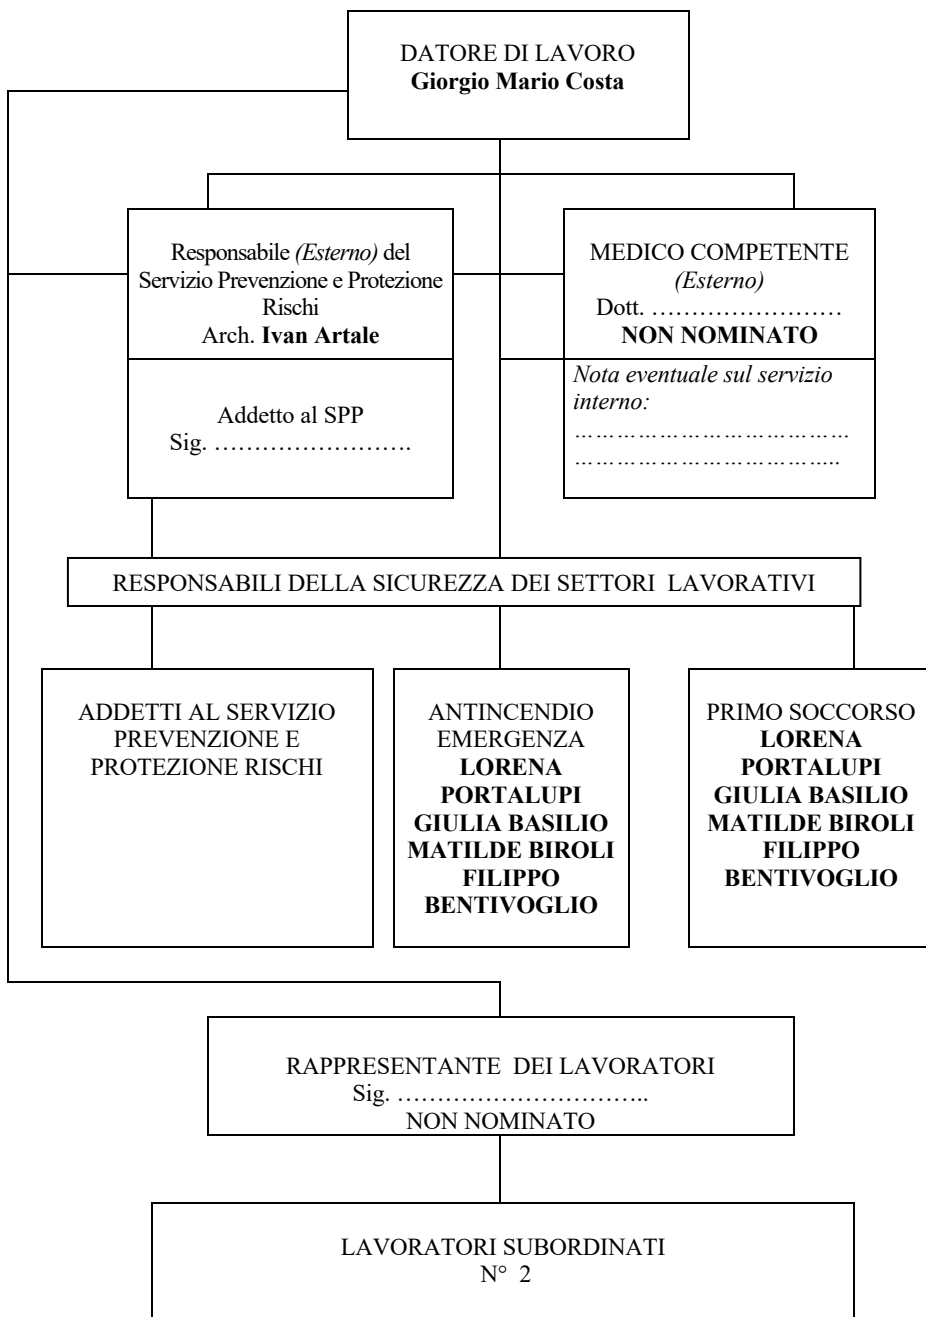 DATORE DI LAVORO
Giorgio Mario Costa
Responsabile (Esterno) del
Servizio Prevenzione e Protezione
Rischi
Arch. Ivan Artale
MEDICO COMPETENTE
(Esterno)
Dott. ……………………
NON NOMINATO
Addetto al SPP
Sig. …………………….
Nota eventuale sul servizio
interno:
…………………………………
………………………………..
RESPONSABILI DELLA SICUREZZA DEI SETTORI LAVORATIVI
ADDETTI AL SERVIZIO
PREVENZIONE E
PROTEZIONE RISCHI
ANTINCENDIO
EMERGENZA
LORENA
PORTALUPI
GIULIA BASILIO
MATILDE BIROLI
FILIPPO
BENTIVOGLIO
PRIMO SOCCORSO
LORENA
PORTALUPI
GIULIA BASILIO
MATILDE BIROLI
FILIPPO
BENTIVOGLIO
RAPPRESENTANTE DEI LAVORATORI
Sig. …………………………..
NON NOMINATO
LAVORATORI SUBORDINATI
N° 2